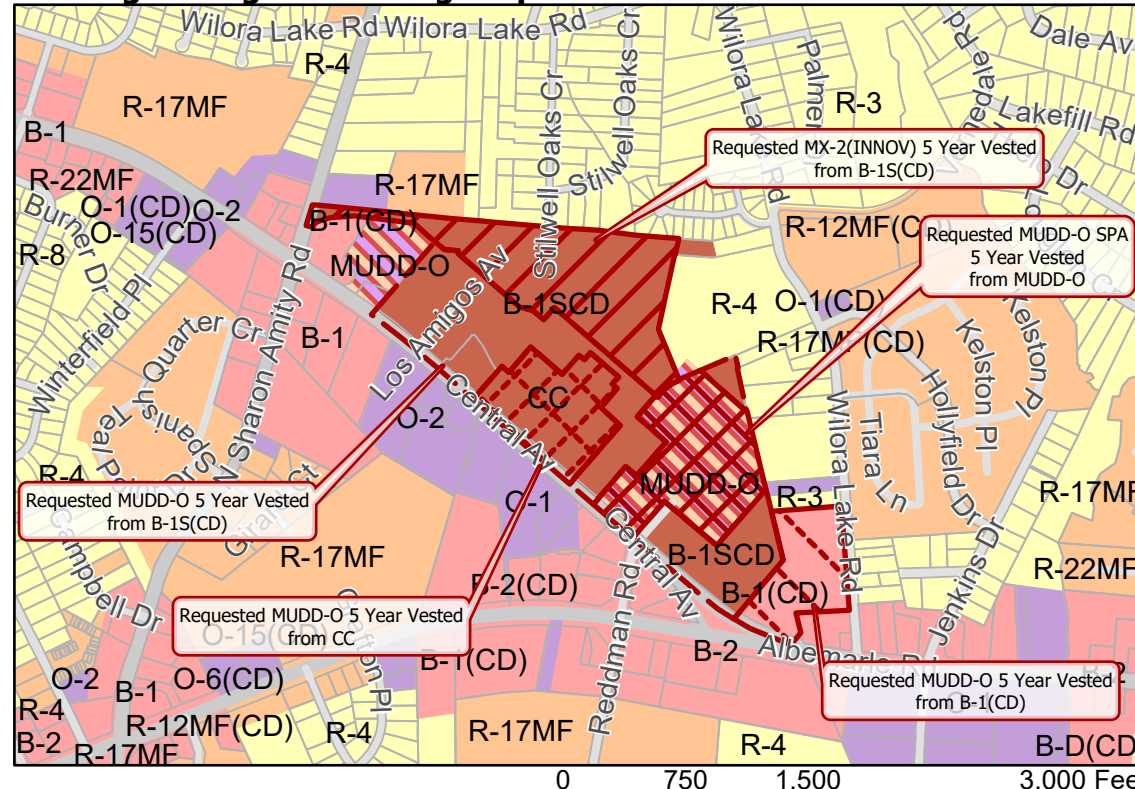 Wilora Lake Rd
Wilora Lake Rd
Stilwell Oaks Cr
Wilora Lake Rd
Dale Av
R-4
R-17MF
R-3
Lakefill Rd
B-1
Requested MX-2(INNOV) 5 Year Vested
from B-1S(CD)
Stilwell Oaks Cr
Stilwell Oaks Cr
R-22MF
R-17MF
O-1(CD)
O-2
Burner Dr
O-15(CD)
B-1(CD)
R-12MF(C
Requested MUDD-O SPA
5 Year Vested
from MUDD-O
R-8
MUDD-O
Winterfield Pl
B-1SCD
R-4
O-1(CD)
Kelston Pl
Kelston Pl
Quarter Cr
Spanish
N Sharon Amity Rd
B-1
Los Amigos Av
R-17MF(CD)
Hollyfield Dr
CC
O-2
Central Av
Tiara Ln
Wilora Lake Rd
R-4
MUDD-O
R-3
R-17MF
Requested MUDD-O 5 Year Vested
from B-1S(CD)
O-1
Campbell Dr
R-17MF
Central Av
B-1SCD
Jenkins Dr
R-22MF
B-2(CD)
B-1(CD)
Requested MUDD-O 5 Year Vested
from CC
O-15(CD)
Reddman Rd
B-1(CD)
B-2
Albemarle Rd
Requested MUDD-O 5 Year Vested
from B-1(CD)
O-2
B-1
O-6(CD)
R-4
R-12MF(CD)
R-4
B-2
R-17MF
R-17MF
R-4
B-D(CD
0 750 1,500 3,000 Fee